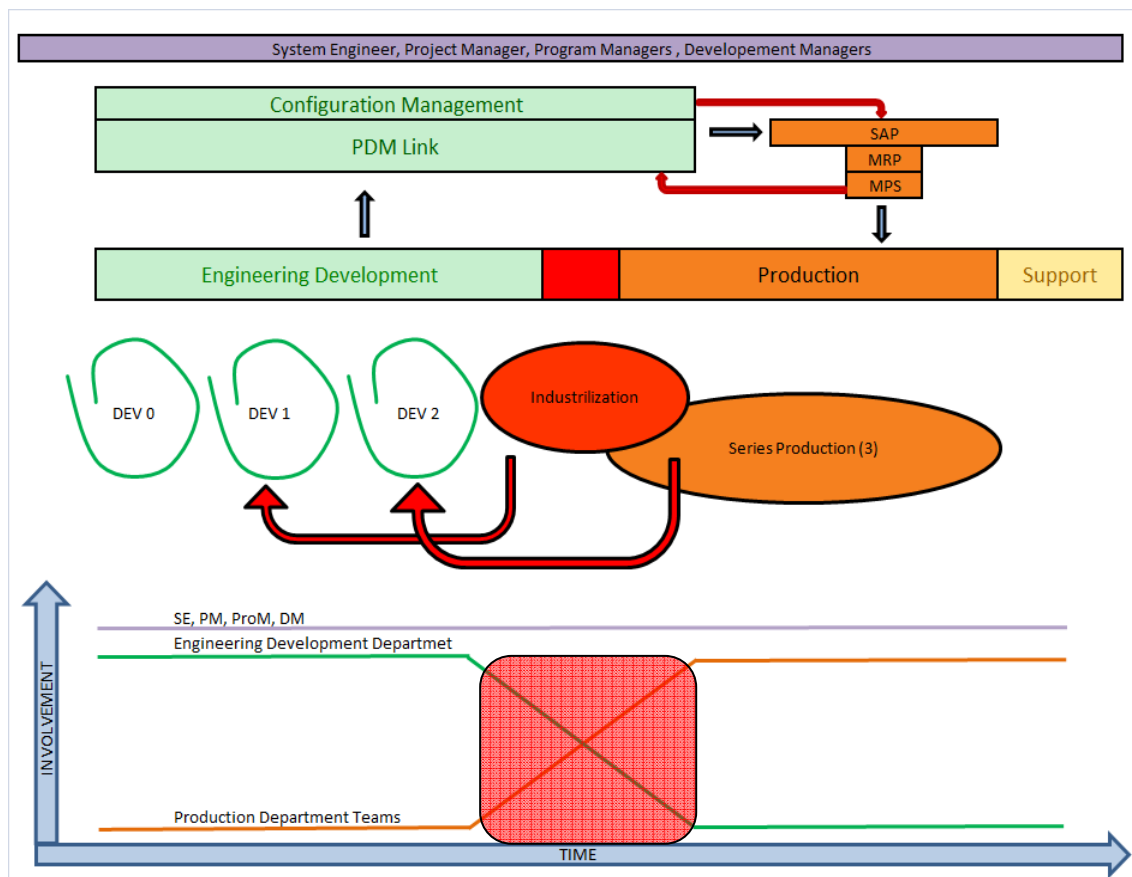 System Engineer, Project Manager, Program Managers , Developement Managers
Configuration Management
PDM Link
SAP
MRP
MPS
Engineering Development
Production
Support
DEV 0
DEV 1
DEV 2
Industrilization
Series Production (3)
SE, PM, ProM, DM
Engineering Development Departmet
INVOLVEMENT
Production Department Teams
TIME